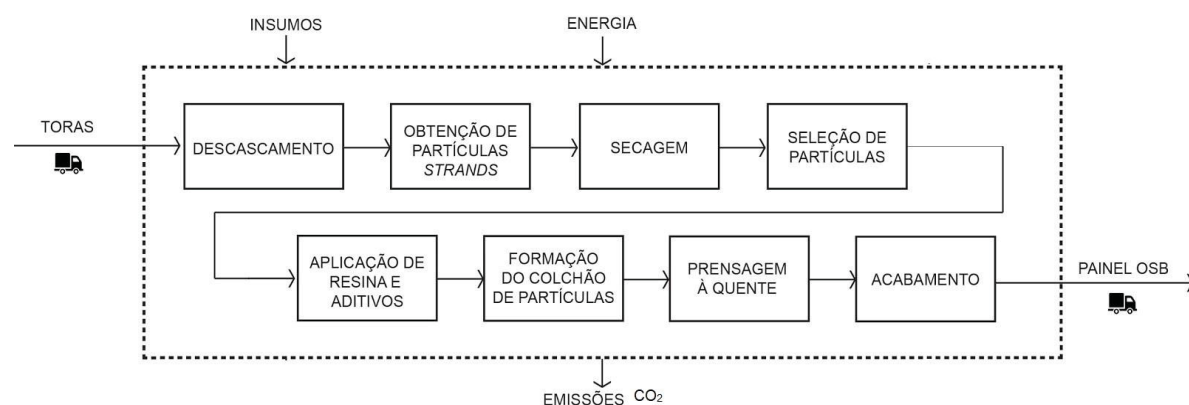 INSUMOS
ENERGIA
TORAS
DESCASCAMENTO
OBTENÇÃO DE
PARTÍCULAS
STRANDS
SECAGEM
SELEÇÃO DE
PARTÍCULAS
APLICAÇÃO DE
RESINA E
ADITIVOS
FORMAÇÃO
DO COLCHÃO
DE PARTÍCULAS
PRENSAGEM
À QUENTE
ACABAMENTO
PAINEL OSB
EMISSÕES CO₂